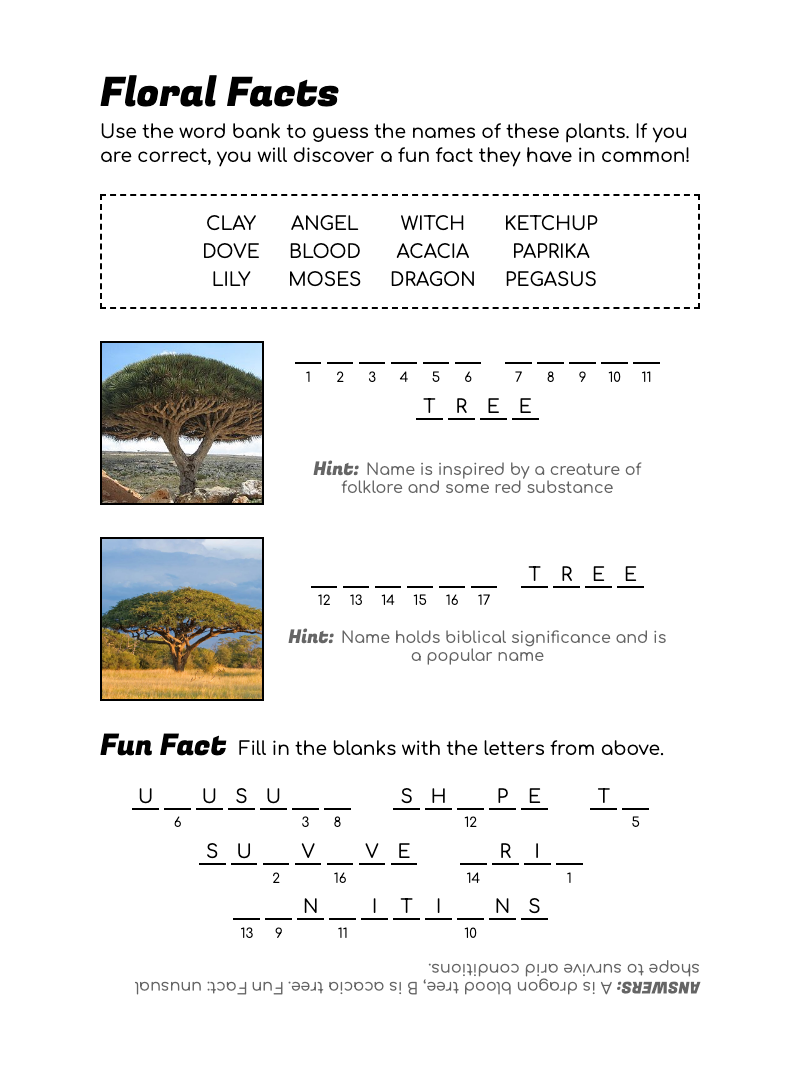 Floral Facts
Use the word bank to guess the names of these plants. If you
are correct, you will discover a fun fact they have in common!
CLAY ANGEL WITCH KETCHUP
DOVE BLOOD ACACIA PAPRIKA
LILY MOSES DRAGON PEGASUS
1 2 3 4 5 6 7 8 9 10 11
T R E E
Hint: Name is inspired by a creature of
folklore and some red substance
T R E E
12 13 14 15 16 17
Hint: Name holds biblical significance and is
a popular name
Fun Fact Fill in the blanks with the letters from above.
U _ U S U _ _ S H _ P E T _
6 3 8 12 5
S U _ V _ V E _ R I _
2 16 14 1
_ _ N _ I T I _ N S
13 9 11 10
ANSWERS: A is dragon blood tree, B is acacia tree. Fun Fact: unusual
shape to survive arid conditions.